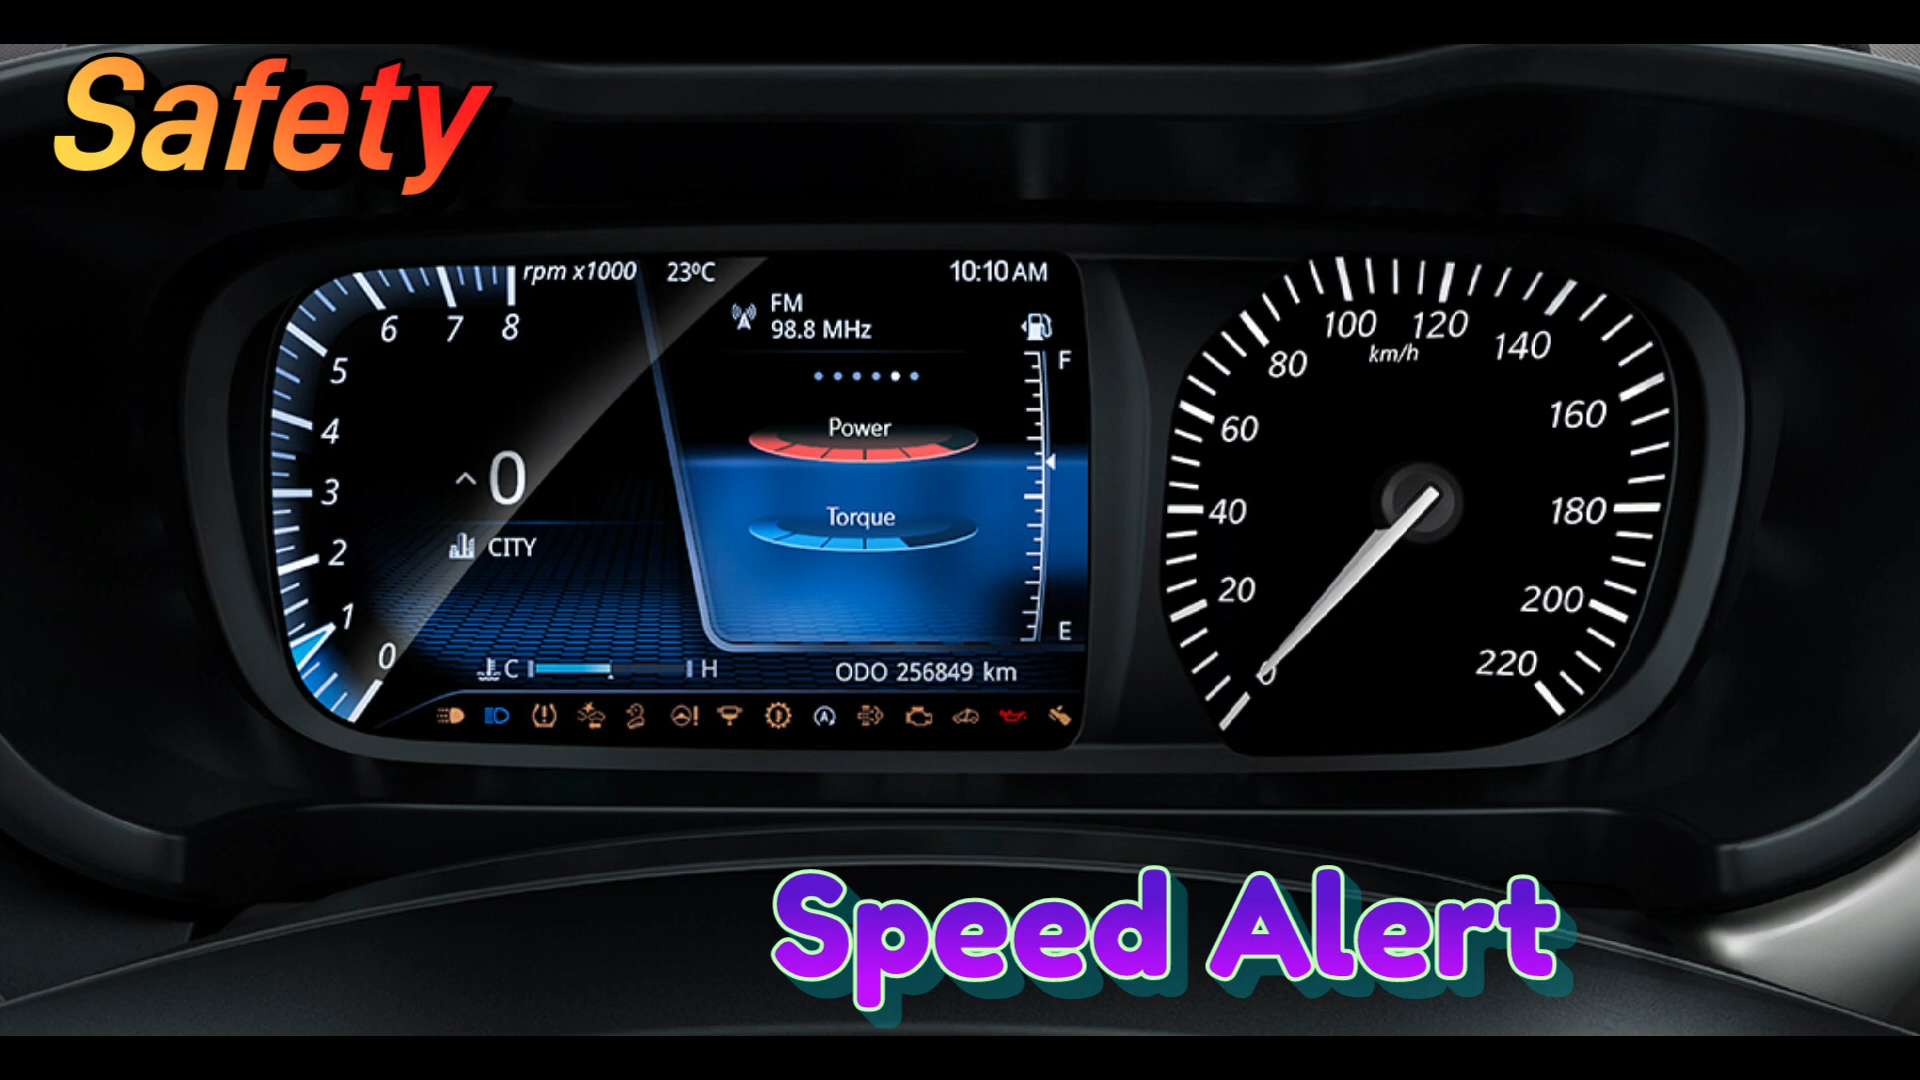 Safety
rpm x1000 23ºC 10:10 AM
FM
98.8 MHz
6 7 8
5
4
3
2
1
0
0
CITY
Power
Torque
F
E
C H
ODO 256849 km
0
20
40
60
80
100
120
140
160
180
200
220
km/h
Speed Alert